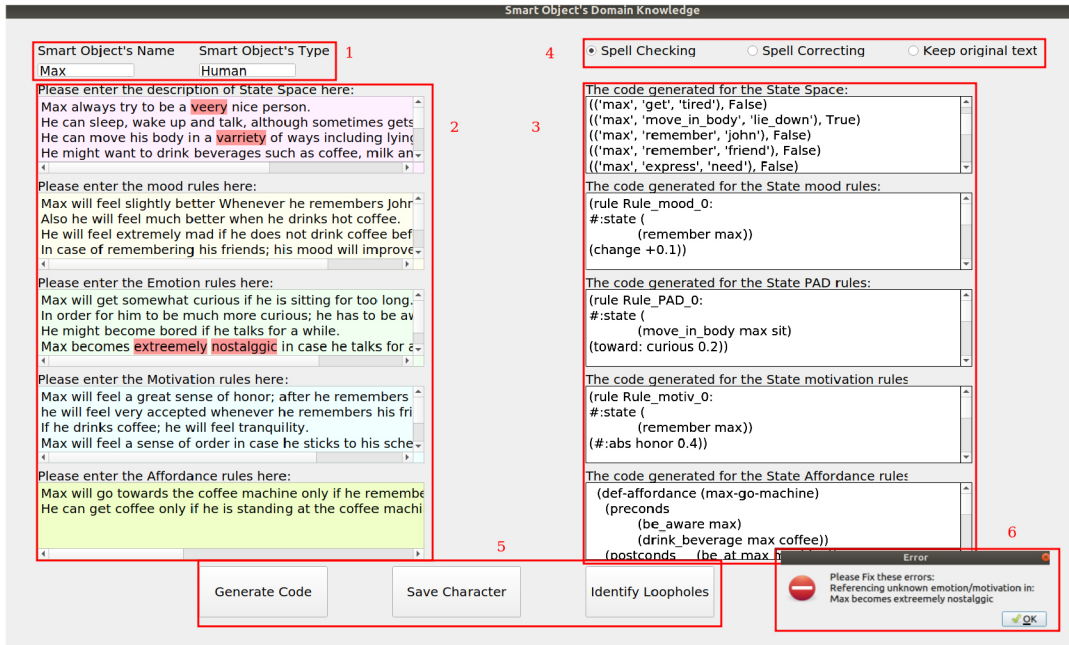 Smart Object's Domain Knowledge
Smart Object's Name Smart Object's Type
1
Max Human
4
Spell Checking Spell Correcting Keep original text
Please enter the description of State Space here:
Max always try to be a veery nice person.
He can sleep, wake up and talk, although sometimes gets
He can move his body in a varriety of ways including lying
He might want to drink beverages such as coffee, milk an
2
Please enter the mood rules here:
Max will feel slightly better Whenever he remembers John
Also he will feel much better when he drinks hot coffee.
He will feel extremely mad if he does not drink coffee bef
In case of remembering his friends; his mood will improve
Please enter the Emotion rules here:
Max will get somewhat curious if he is sitting for too long.
In order for him to be much more curious; he has to be aw
He might become bored if he talks for a while.
Max becomes extreemely nostalggic in case he talks for a
Please enter the Motivation rules here:
Max will feel a great sense of honor; after he remembers
he will feel very accepted whenever he remembers his fri
If he drinks coffee; he will feel tranquility.
Max will feel a sense of order in case he sticks to his sche
Please enter the Affordance rules here:
Max will go towards the coffee machine only if he remembe
He can get coffee only if he is standing at the coffee machi
3
The code generated for the State Space:
(('max', 'get', 'tired'), False)
(('max', 'move_in_body', 'lie_down'), True)
(('max', 'remember', 'john'), False)
(('max', 'remember', 'friend'), False)
(('max', 'express', 'need'), False)
The code generated for the State mood rules:
(rule Rule_mood_0:
#:state (
(remember max))
(change +0.1))
The code generated for the State PAD rules:
(rule Rule_PAD_0:
#:state (
(move_in_body max sit)
(toward: curious 0.2))
The code generated for the State motivation rules
(rule Rule_motiv_0:
#:state (
(remember max))
(#:abs honor 0.4))
The code generated for the State Affordance rules
(def-affordance (max-go-machine)
(preconds
(be_aware max)
(drink_beverage max coffee))
(postconds (be_at max
5
Generate Code Save Character Identify Loopholes
6
Error
Please Fix these errors:
Referencing unknown emotion/motivation in:
Max becomes extreemely nostalggic
OK